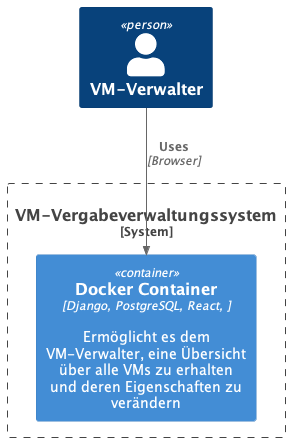 «person»
VM-Verwalter
Uses
[Browser]
VM-Vergabeverwaltungssystem
[System]
«container»
Docker Container
[Django, PostgreSQL, React, ]
Ermöglicht es dem
VM-Verwalter, eine Übersicht
über alle VMs zu erhalten
und deren Eigenschaften zu
verändern